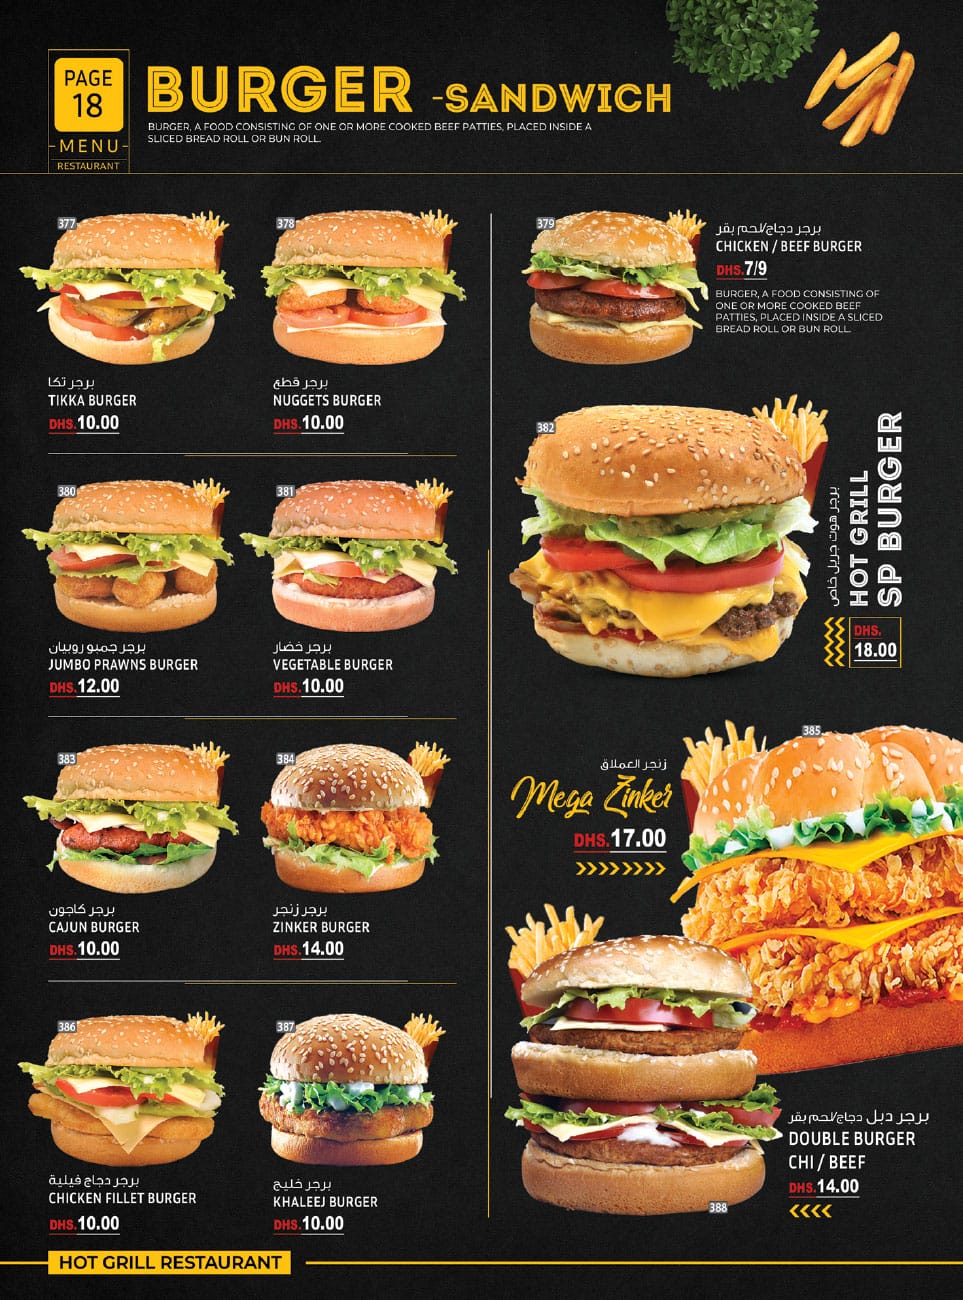 PAGE
18
-MENU-
RESTAURANT
BURGER -SANDWICH
BURGER, A FOOD CONSISTING OF ONE OR MORE COOKED BEEF PATTIES, PLACED INSIDE A
SLICED BREAD ROLL OR BUN ROLL.
377
برجر تكا
TIKKA BURGER
DHS.10.00
378
برجر قطع
NUGGETS BURGER
DHS.10.00
379
برجر دجاج/لحم بقر
CHICKEN / BEEF BURGER
DHS.7/9
BURGER, A FOOD CONSISTING OF
ONE OR MORE COOKED BEEF
PATTIES, PLACED INSIDE A SLICED
BREAD ROLL OR BUN ROLL.
380
برجر جمبو روبيان
JUMBO PRAWNS BURGER
DHS.12.00
381
برجر خضار
VEGETABLE BURGER
DHS.10.00
382
برجر هوت جريل خاص
HOT GRILL
SP BURGER
DHS.
18.00
383
برجر كاجون
CAJUN BURGER
DHS.10.00
384
برجر زنجر
ZINKER BURGER
DHS.14.00
385
زنجر العملاق
Mega Zinker
DHS.17.00
386
برجر دجاج فيلية
CHICKEN FILLET BURGER
DHS.10.00
387
برجر خليج
KHALEEJ BURGER
DHS.10.00
388
برجر دبل دجاج/لحم بقر
DOUBLE BURGER
CHI / BEEF
DHS.14.00
HOT GRILL RESTAURANT